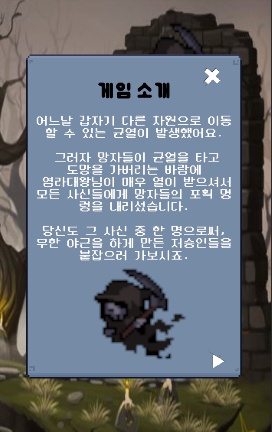 게임 소개
어느날 갑자기 다른 차원으로 이동
할 수 있는 균열이 발생했어요.
그러자 망자들이 균열을 타고
도망을 가버리는 바람에
염라대왕님이 매우 열이 받으셔서
모든 사신들에게 망자들의 포획 명
령을 내리셨습니다.
당신도 그 사신 중 한 명으로써,
무한 야근을 하게 만든 저승인들을
붙잡으러 가보시죠.